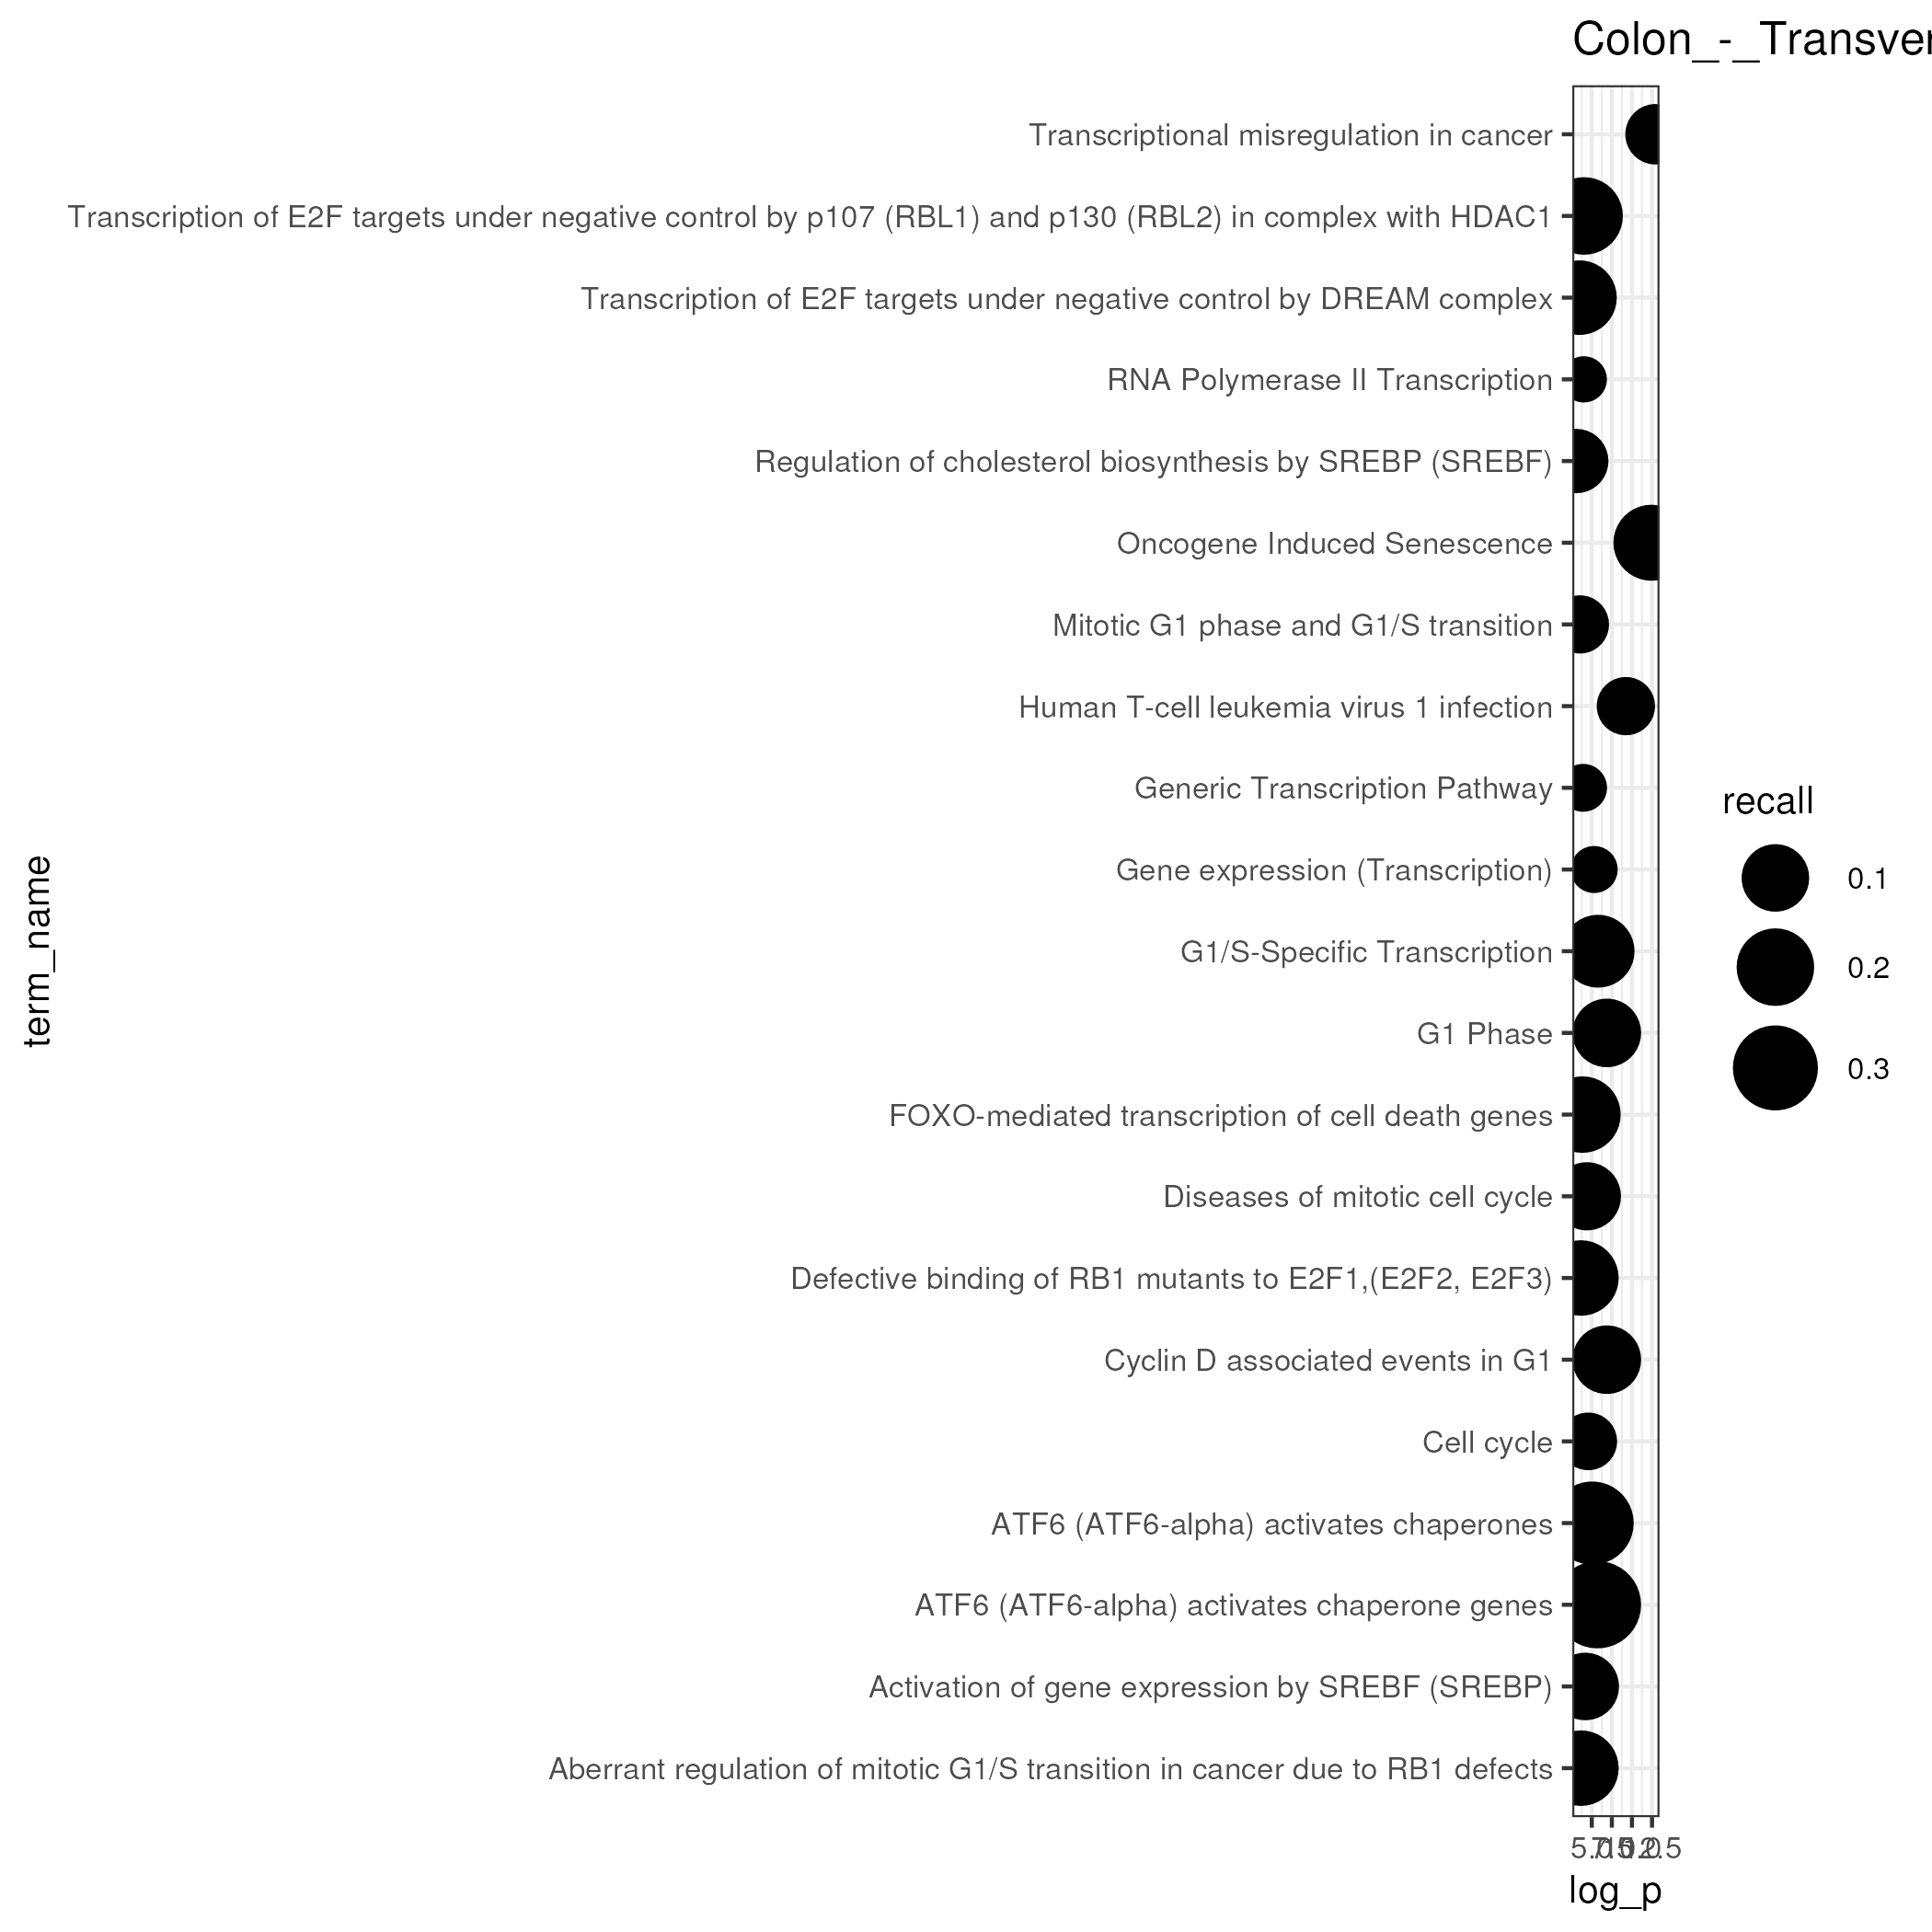 Colon_-_Transver
Transcriptional misregulation in cancer
Transcription of E2F targets under negative control by p107 (RBL1) and p130 (RBL2) in complex with HDAC1
Transcription of E2F targets under negative control by DREAM complex
RNA Polymerase II Transcription
Regulation of cholesterol biosynthesis by SREBP (SREBF)
Oncogene Induced Senescence
Mitotic G1 phase and G1/S transition
Human T-cell leukemia virus 1 infection
Generic Transcription Pathway
Gene expression (Transcription)
G1/S-Specific Transcription
G1 Phase
FOXO-mediated transcription of cell death genes
Diseases of mitotic cell cycle
Defective binding of RB1 mutants to E2F1,(E2F2, E2F3)
Cyclin D associated events in G1
Cell cycle
ATF6 (ATF6-alpha) activates chaperones
ATF6 (ATF6-alpha) activates chaperone genes
Activation of gene expression by SREBF (SREBP)
Aberrant regulation of mitotic G1/S transition in cancer due to RB1 defects
term_name
log_p
recall
0.1
0.2
0.3